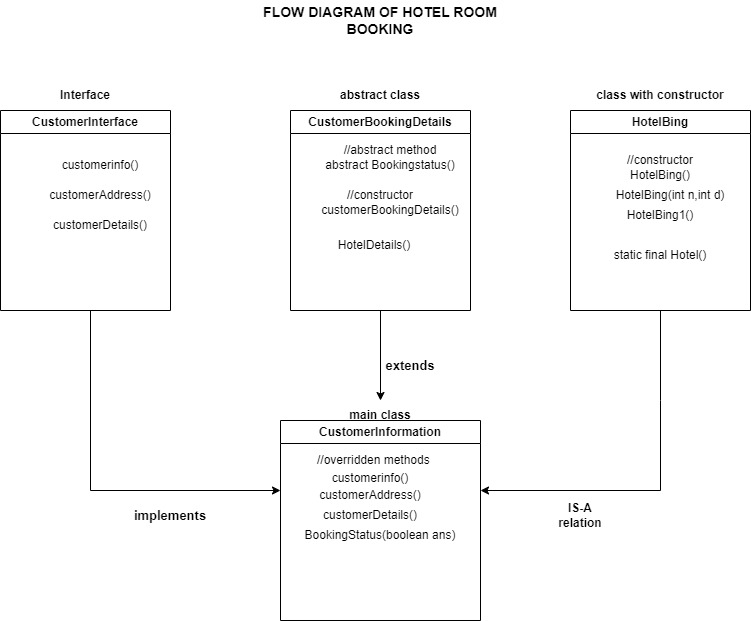 FLOW DIAGRAM OF HOTEL ROOM
BOOKING
Interface
CustomerInterface
customerinfo()
customerAddress()
customerDetails()
abstract class
CustomerBookingDetails
//abstract method
abstract Bookingstatus()
//constructor
customerBookingDetails()
HotelDetails()
class with constructor
HotelBing
//constructor
HotelBing()
HotelBing(int n,int d)
HotelBing1()
static final Hotel()
extends
main class
CustomerInformation
//overridden methods
customerinfo()
customerAddress()
customerDetails()
BookingStatus(boolean ans)
implements
IS-A
relation